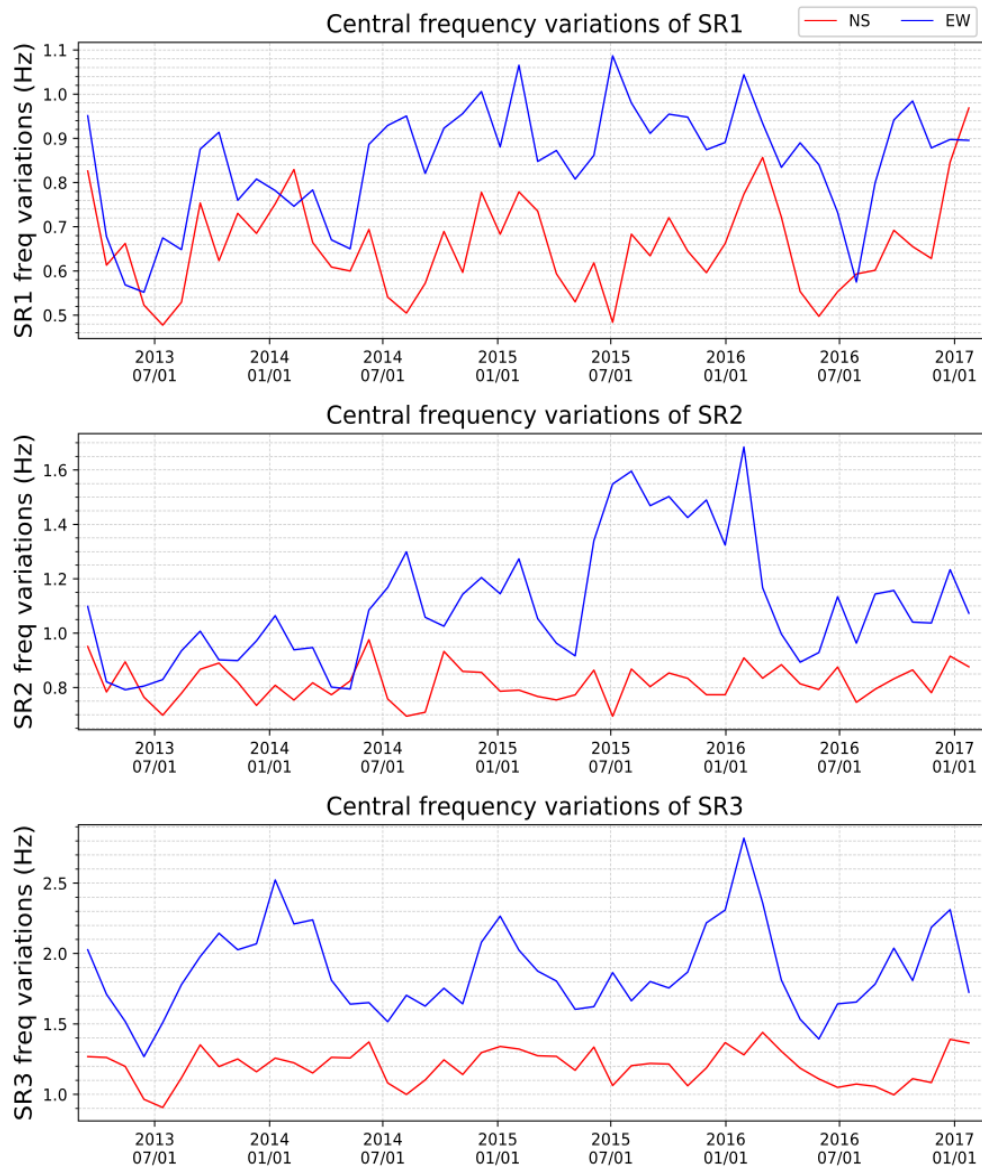 Central frequency variations of SR1
NS EW
SR1 freq variations (Hz)
1.1
1.0
0.9
0.8
0.7
0.6
0.5
2013 2014 2014 2015 2015 2016 2016 2017
07/01 01/01 07/01 01/01 07/01 01/01 07/01 01/01
Central frequency variations of SR2
SR2 freq variations (Hz)
1.6
1.4
1.2
1.0
0.8
2013 2014 2014 2015 2015 2016 2016 2017
07/01 01/01 07/01 01/01 07/01 01/01 07/01 01/01
Central frequency variations of SR3
SR3 freq variations (Hz)
2.5
2.0
1.5
1.0
2013 2014 2014 2015 2015 2016 2016 2017
07/01 01/01 07/01 01/01 07/01 01/01 07/01 01/01